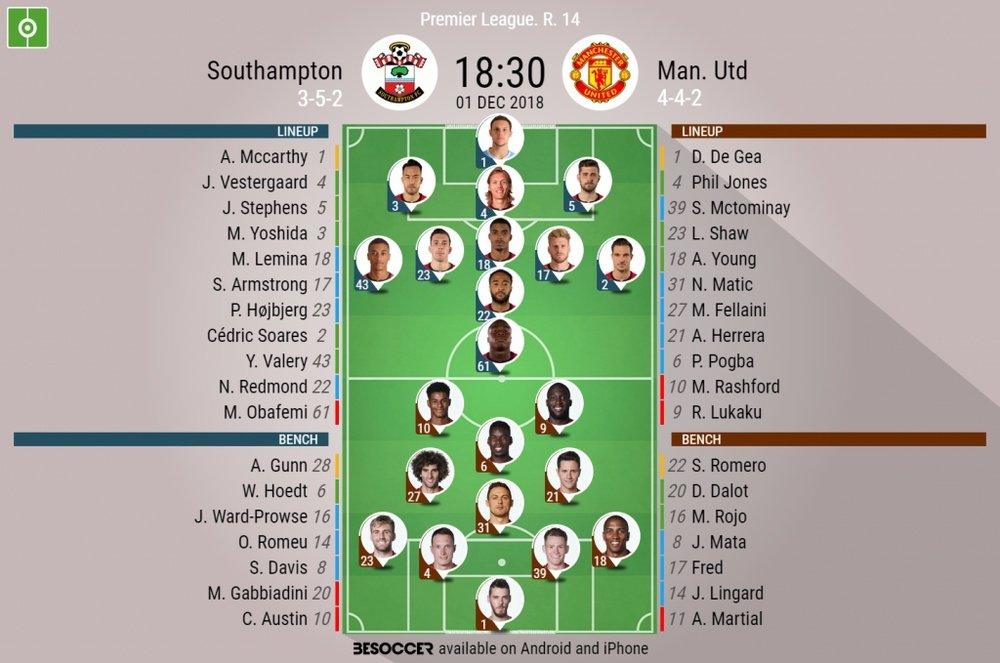 Premier League. R. 14
Southampton
3-5-2
18:30
01 DEC 2018
Man. Utd
4-4-2
LINEUP
A. Mccarthy 1
J. Vestergaard 4
J. Stephens 5
M. Yoshida 3
M. Lemina 18
S. Armstrong 17
P. Højbjerg 23
Cédric Soares 2
Y. Valery 43
N. Redmond 22
M. Obafemi 61
BENCH
A. Gunn 28
W. Hoedt 6
J. Ward-Prowse 16
O. Romeu 14
S. Davis 8
M. Gabbiadini 20
C. Austin 10
1
3
4
5
43
23
18
17
2
22
61
10
9
6
27
21
31
23
4
39
18
1
LINEUP
1 D. De Gea
4 Phil Jones
39 S. Mctominay
23 L. Shaw
18 A. Young
31 N. Matic
27 M. Fellaini
21 A. Herrera
6 P. Pogba
10 M. Rashford
9 R. Lukaku
BENCH
22 S. Romero
20 D. Dalot
16 M. Rojo
8 J. Mata
17 Fred
14 J. Lingard
11 A. Martial
MANCHESTER
UNITED
SOUTHAMPTON FC
BESOCCER available on Android and iPhone